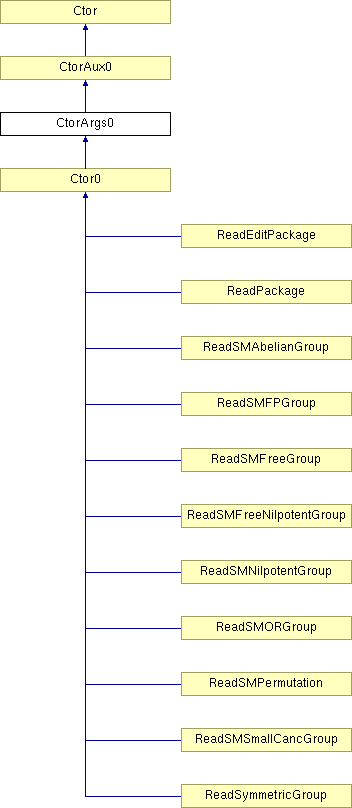 Ctor
CtorAux0
CtorArgs0
Ctor0
ReadEditPackage
ReadPackage
ReadSMAbelianGroup
ReadSMFPGroup
ReadSMFreeGroup
ReadSMFreeNilpotentGroup
ReadSMNilpotentGroup
ReadSMORGroup
ReadSMPermutation
ReadSMSmallCancGroup
ReadSymmetricGroup